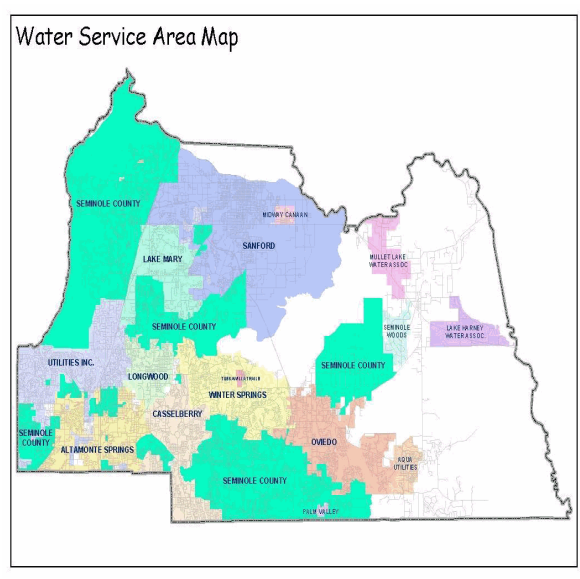 Water Service Area Map
SEMINOLE COUNTY
MIDWAY CANAAN
SANFORD
LAKE MARY
MULLET LAKE
WATER ASSOC
SEMINOLE COUNTY
SEMINOLE
WOODS
LAKE HARNEY
WATER ASSOC.
UTILITIES INC.
SEMINOLE COUNTY
LONGWOOD
WINTER SPRINGS
CASSELBERRY
SEMINOLE
COUNTY
ALTAMONTE SPRINGS
OVIEDO
AQUA
UTILITIES
SEMINOLE COUNTY
PALM VALLEY